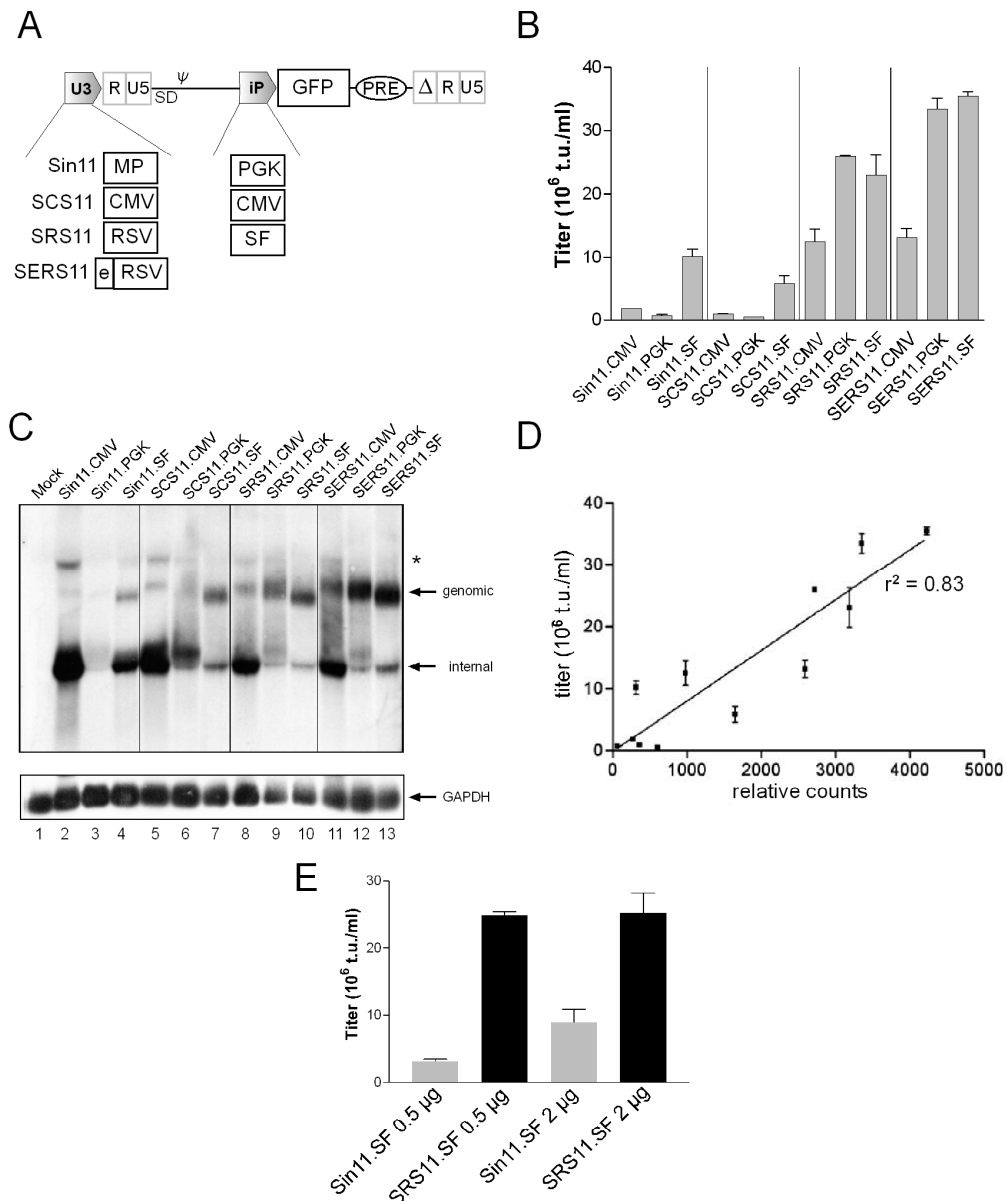 A
U3 R U5 SD ψ iP GFP PRE Δ R U5
Sin11 MP
SCS11 CMV
SRS11 RSV
SERS11 e RSV
PGK
CMV
SF
B
Titer (10⁶ t.u./ml)
40
30
20
10
0
Sin11.CMV
Sin11.PGK
Sin11.SF
SCS11.CMV
SCS11.PGK
SCS11.SF
SRS11.CMV
SRS11.PGK
SRS11.SF
SERS11.CMV
SERS11.PGK
SERS11.SF
C
Mock
Sin11.CMV
Sin11.PGK
Sin11.SF
SCS11.CMV
SCS11.PGK
SCS11.SF
SRS11.CMV
SRS11.PGK
SRS11.SF
SERS11.CMV
SERS11.PGK
SERS11.SF
*
genomic
internal
GAPDH
1 2 3 4 5 6 7 8 9 10 11 12 13
D
titer (10⁶ t.u./ml)
40
30
20
10
0
r² = 0.83
0 1000 2000 3000 4000 5000
relative counts
E
Titer (10⁶ t.u./ml)
30
20
10
0
Sin11.SF 0.5 µg
SRS11.SF 0.5 µg
Sin11.SF 2 µg
SRS11.SF 2 µg